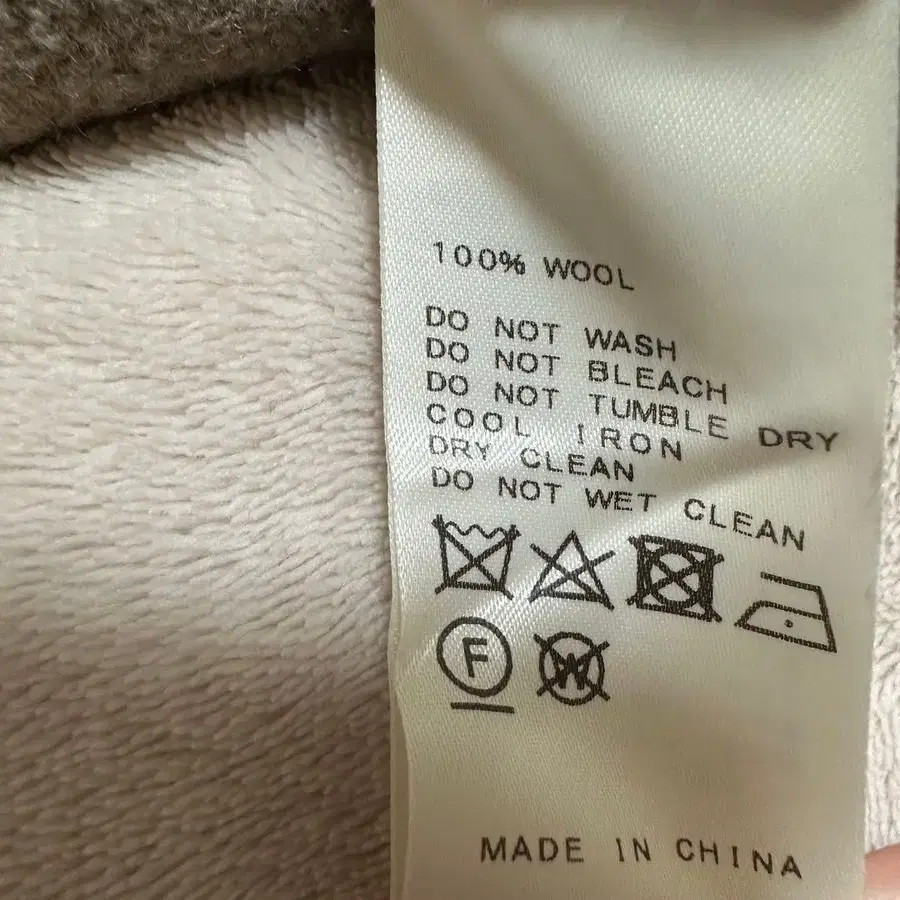 100% WOOL
DO NOT WASH
DO NOT BLEACH
DO NOT TUMBLE DRY
COOL IRON
DRY CLEAN
DO NOT WET CLEAN
F W
MADE IN CHINA